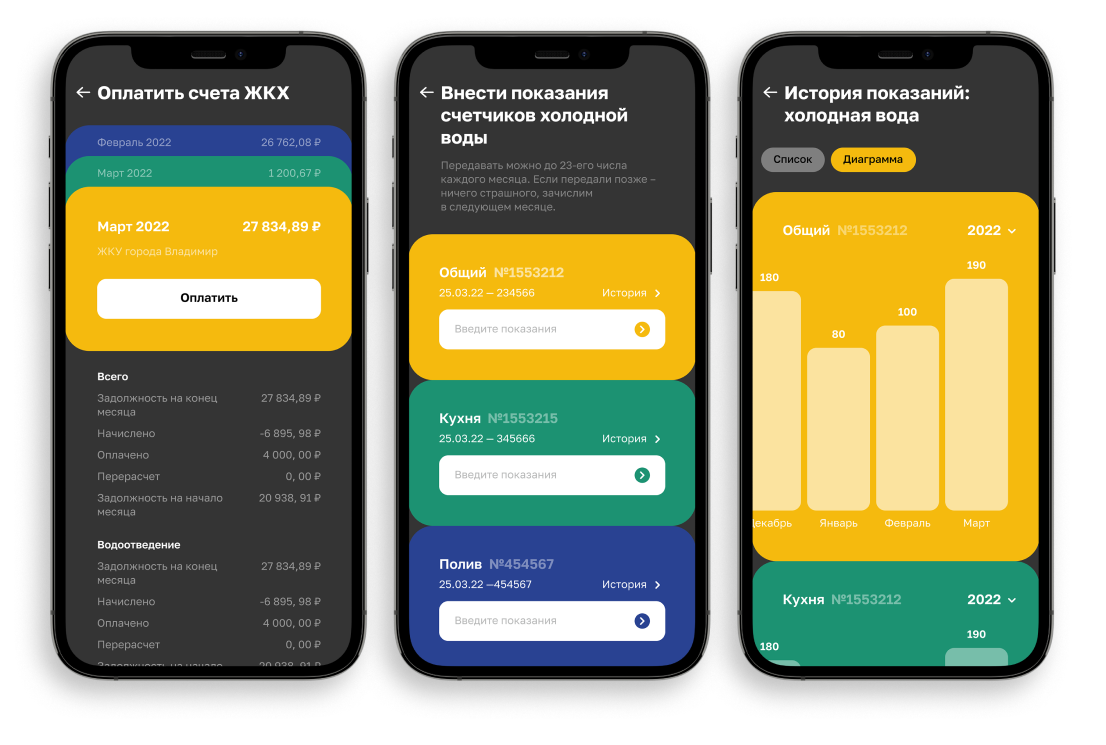 Оплатить счета ЖКХ
Февраль 2022 26 762,08 ₽
Март 2022 1 200,67 ₽
Март 2022 27 834,89 ₽
ЖКУ города Владимир
Оплатить
Всего
Задолжность на конец 27 834,89 ₽
месяца
Начислено -6 895, 98 ₽
Оплачено 4 000, 00 ₽
Перерасчет 0, 00 ₽
Задолжность на начало 20 938, 91 ₽
месяца
Водоотведение
Задолжность на конец 27 834,89 ₽
месяца
Начислено -6 895, 98 ₽
Оплачено 4 000, 00 ₽
Перерасчет 0, 00 ₽
Задолжность на начало 20 938, 91 ₽
Внести показания
счетчиков холодной
воды
Передавать можно до 23-его числа
каждого месяца. Если передали позже –
ничего страшного, зачислим
в следующем месяце.
Общий №1553212
25.03.22 – 234566 История
Введите показания
Кухня №1553215
25.03.22 – 345666 История
Введите показания
Полив №454567
25.03.22 –454567 История
Введите показания
История показаний:
холодная вода
Список Диаграмма
Общий №1553212 2022
180 80 100 190
Декабрь Январь Февраль Март
Кухня №1553212 2022
180 190